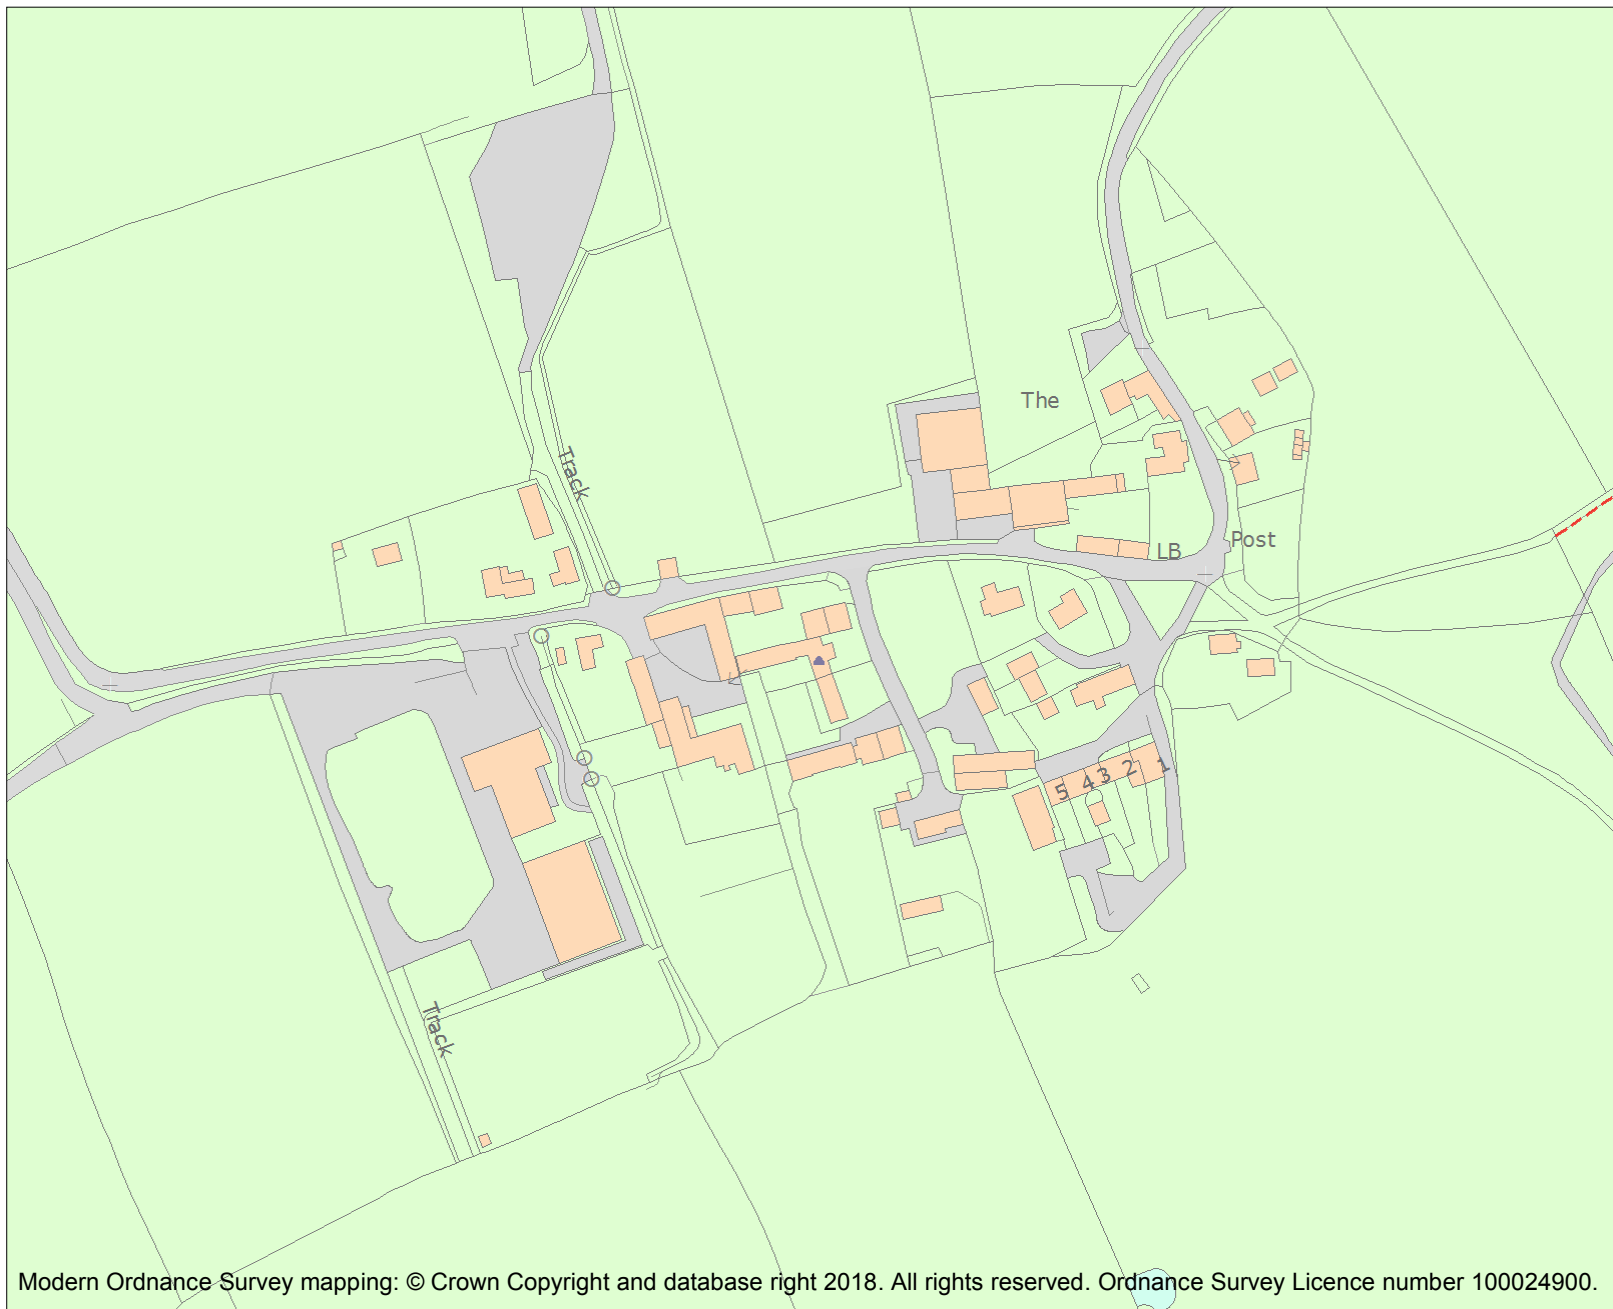 The
Track
LB
Post
5
4
3
2
1
Track
Modern Ordnance Survey mapping: © Crown Copyright and database right 2018. All rights reserved. Ordnance Survey Licence number 100024900.